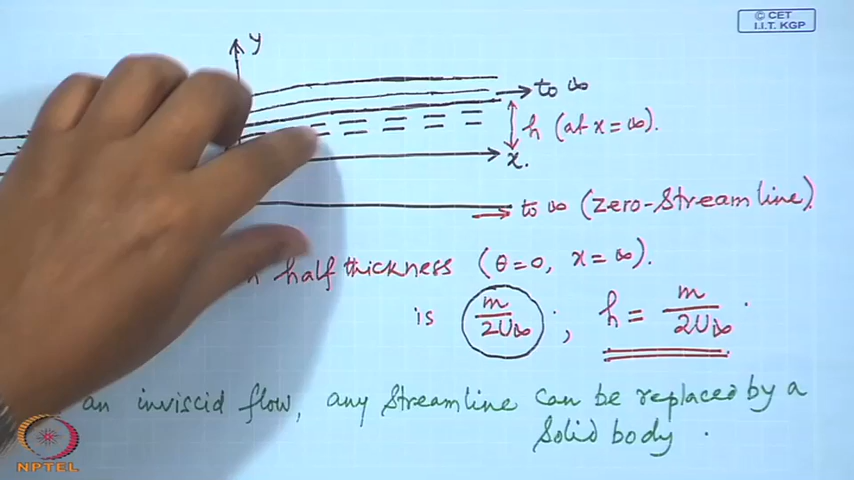 © CET
I.I.T. KGP
y
to ∞
h (at x = ∞).
x.
to ∞ (Zero-Streamline).
half thickness (θ=0, x = ∞).
is m/2U∞ ; h = m/2U∞ .
an inviscid flow, any Streamline can be replaced by a
Solid body .
NPTEL